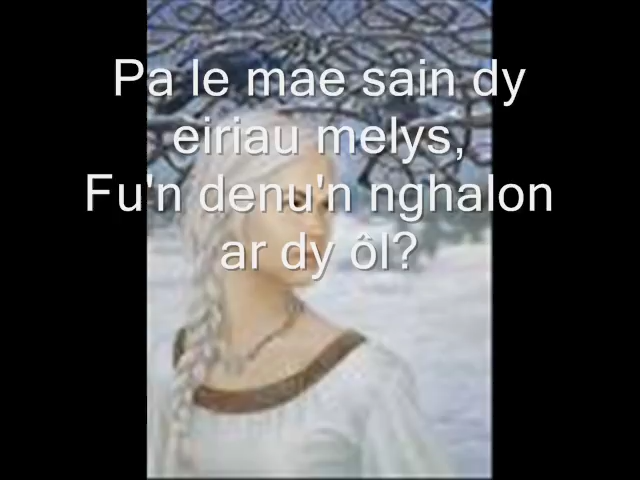 Pa le mae sain dy
eiriau melys,
Fu'n denu'n nghalon
ar dy ôl?